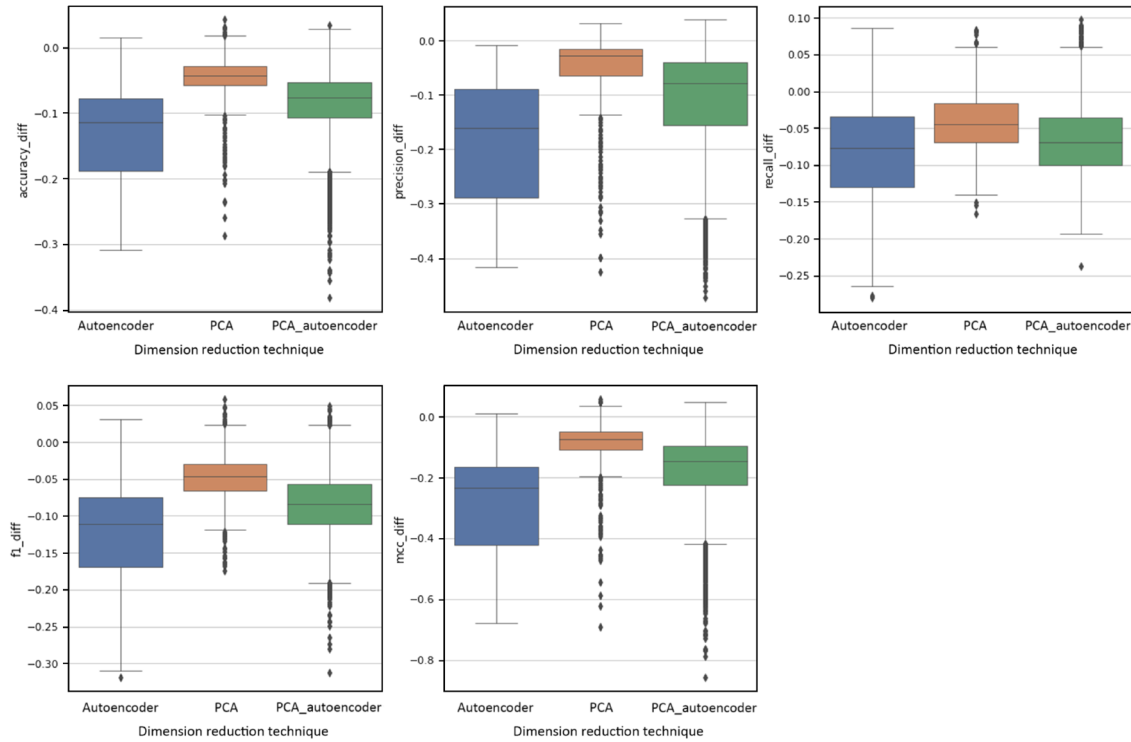 accuracy_diff
0.0
−0.1
−0.2
−0.3
−0.4
Autoencoder PCA PCA_autoencoder
Dimension reduction technique
precision_diff
0.0
−0.1
−0.2
−0.3
−0.4
Autoencoder PCA PCA_autoencoder
Dimension reduction technique
recall_diff
0.10
0.05
0.00
−0.05
−0.10
−0.15
−0.20
−0.25
Autoencoder PCA PCA_autoencoder
Dimention reduction technique
f1_diff
0.05
0.00
−0.05
−0.10
−0.15
−0.20
−0.25
−0.30
Autoencoder PCA PCA_autoencoder
Dimension reduction technique
mcc_diff
0.0
−0.2
−0.4
−0.6
−0.8
Autoencoder PCA PCA_autoencoder
Dimension reduction technique